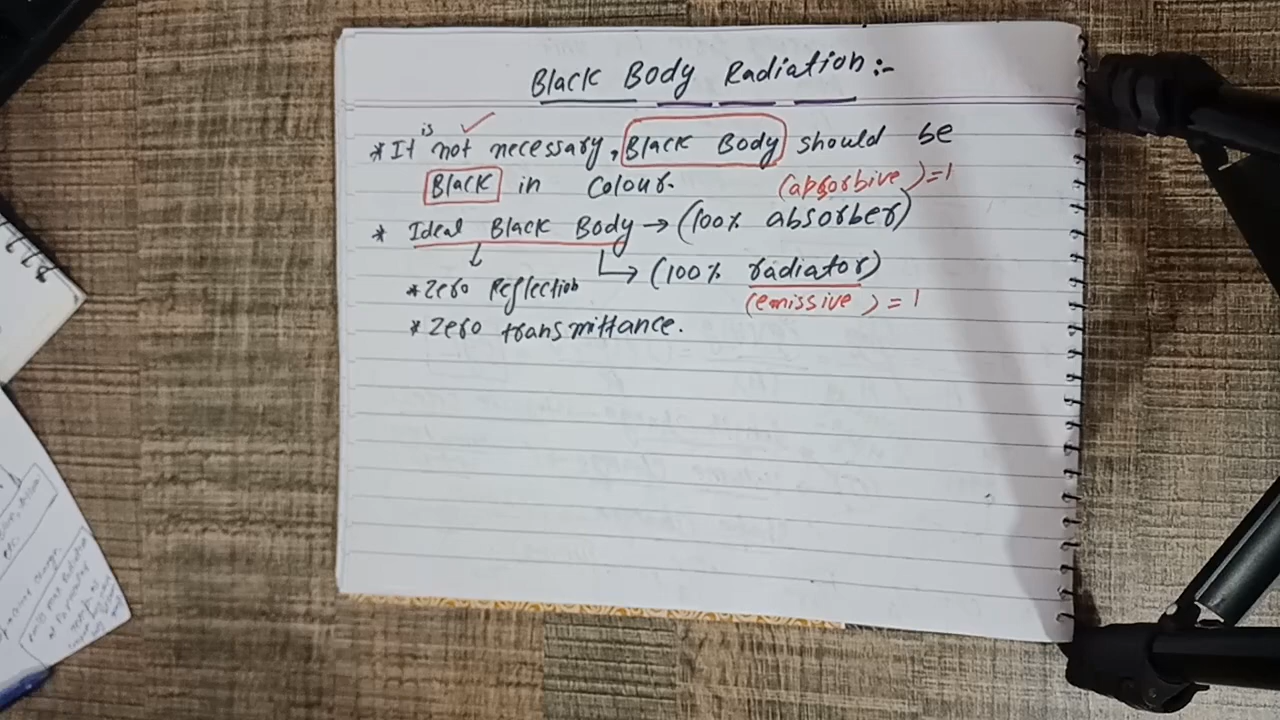 Black Body Radiation :-
* It is not necessary, Black Body should be
Black in Colour.
(absorbive) = 1
* Ideal Black Body → (100% absorber)
→ (100% radiator)
* Zero Reflection
(emissive) = 1
* Zero transmittance.